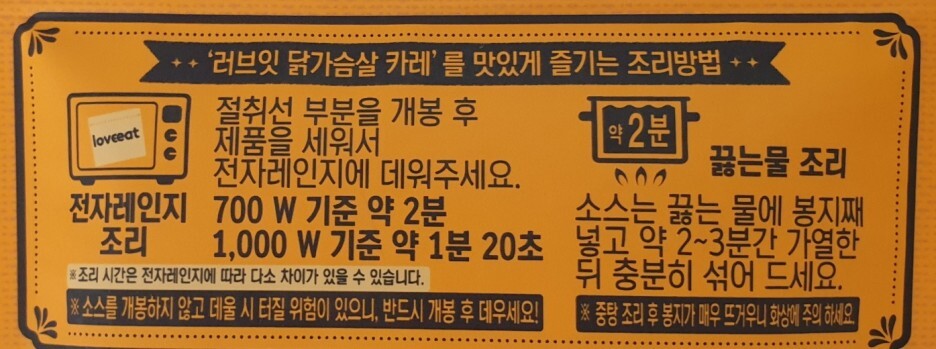 '러브잇 닭가슴살 카레'를 맛있게 즐기는 조리방법
loveeat
전자레인지
조리
절취선 부분을 개봉 후
제품을 세워서
전자레인지에 데워주세요.
700 W 기준 약 2분
1,000 W 기준 약 1분 20초
※조리 시간은 전자레인지에 따라 다소 차이가 있을 수 있습니다.
※ 소스를 개봉하지 않고 데울 시 터질 위험이 있으니, 반드시 개봉 후 데우세요!
약 2분
끓는물 조리
소스는 끓는 물에 봉지째
넣고 약 2~3분간 가열한
뒤 충분히 섞어 드세요.
※ 중탕 조리 후 봉지가 매우 뜨거우니 화상에 주의 하세요.